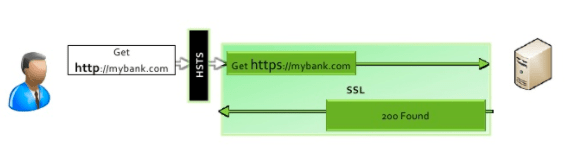 Get
http://mybank.com
HSTS
Get https://mybank.com
SSL
200 Found